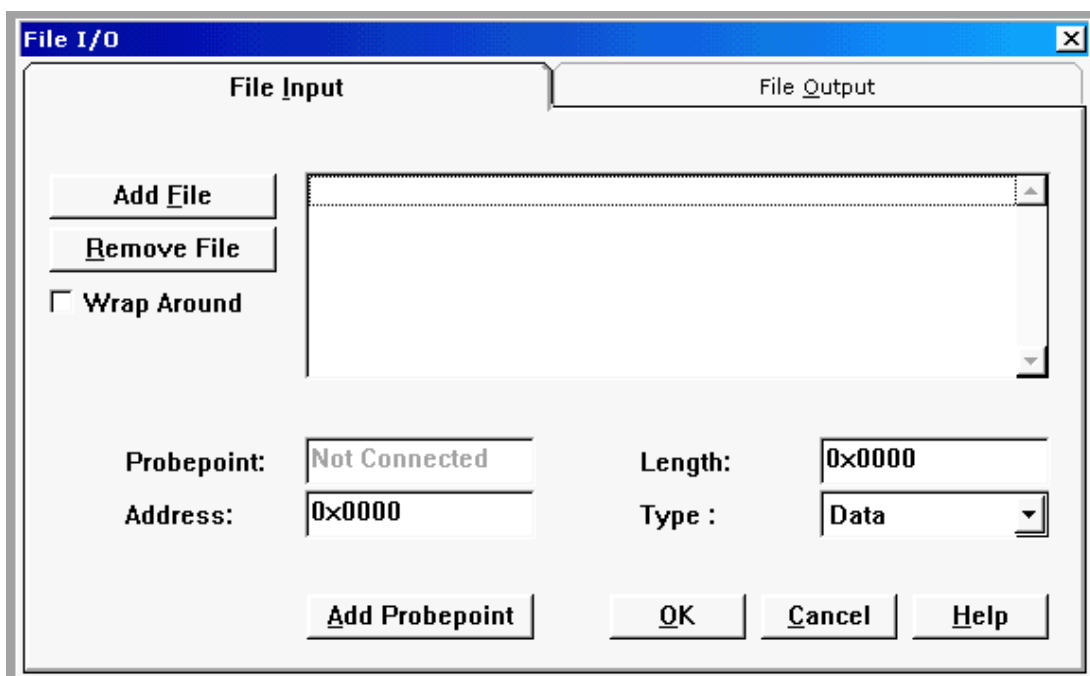 File I/O
File Input
File Output
Add File
Remove File
Wrap Around
Probepoint: Not Connected Length: 0x0000
Address: 0x0000 Type : Data
Add Probepoint OK Cancel Help